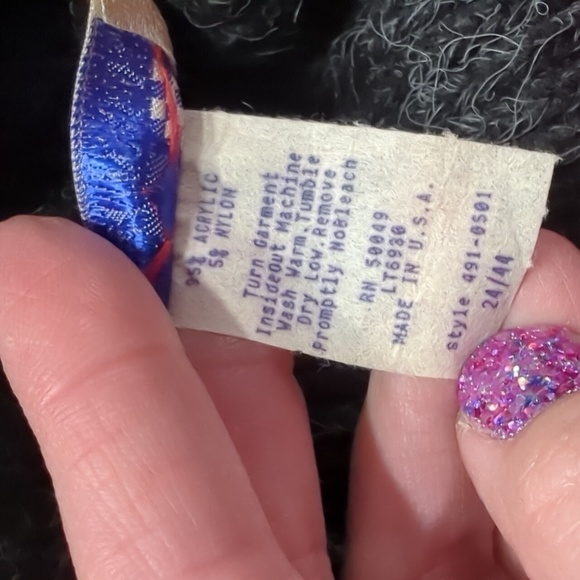 95% ACRYLIC
5% NYLON
Turn Garment
InsideOut Machine
Wash Warm.Tumble
Dry Low.Remove
Promptly NoBleach
RN 50049
LT6980
MADE IN U.S.A.
style 491-0501
24/44